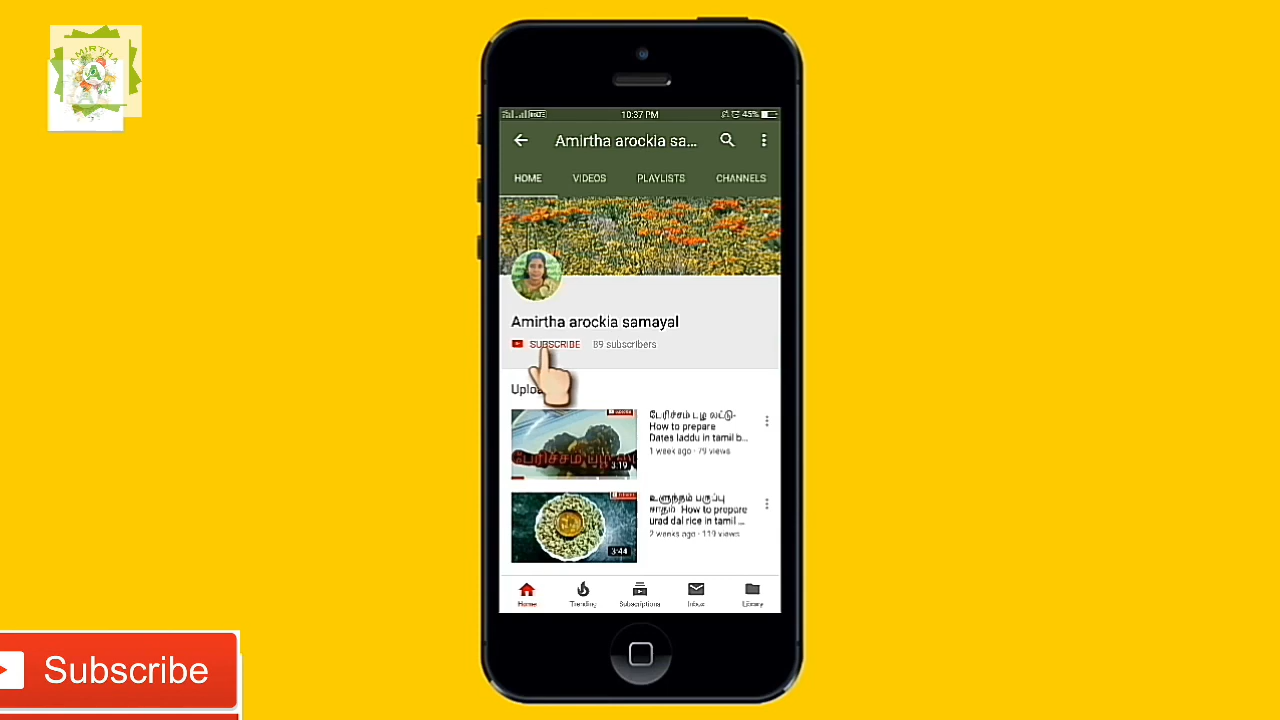 AMIRTHA
A
10:37 PM
45%
Amirtha arockia sa...
HOME VIDEOS PLAYLISTS CHANNELS
Amirtha arockia samayal
SUBSCRIBE 89 subscribers
பேரிச்சம் பழ லட்டு-
How to prepare
Dates laddu in tamil b...
1 week ago · 79 views
பேரிச்சம் பழ
3:19
உளுந்தம் பருப்பு
சாதம் How to prepare
urad dal rice in tamil ...
2 weeks ago · 119 views
3:44
Home Trending Subscriptions Inbox Library
Subscribe